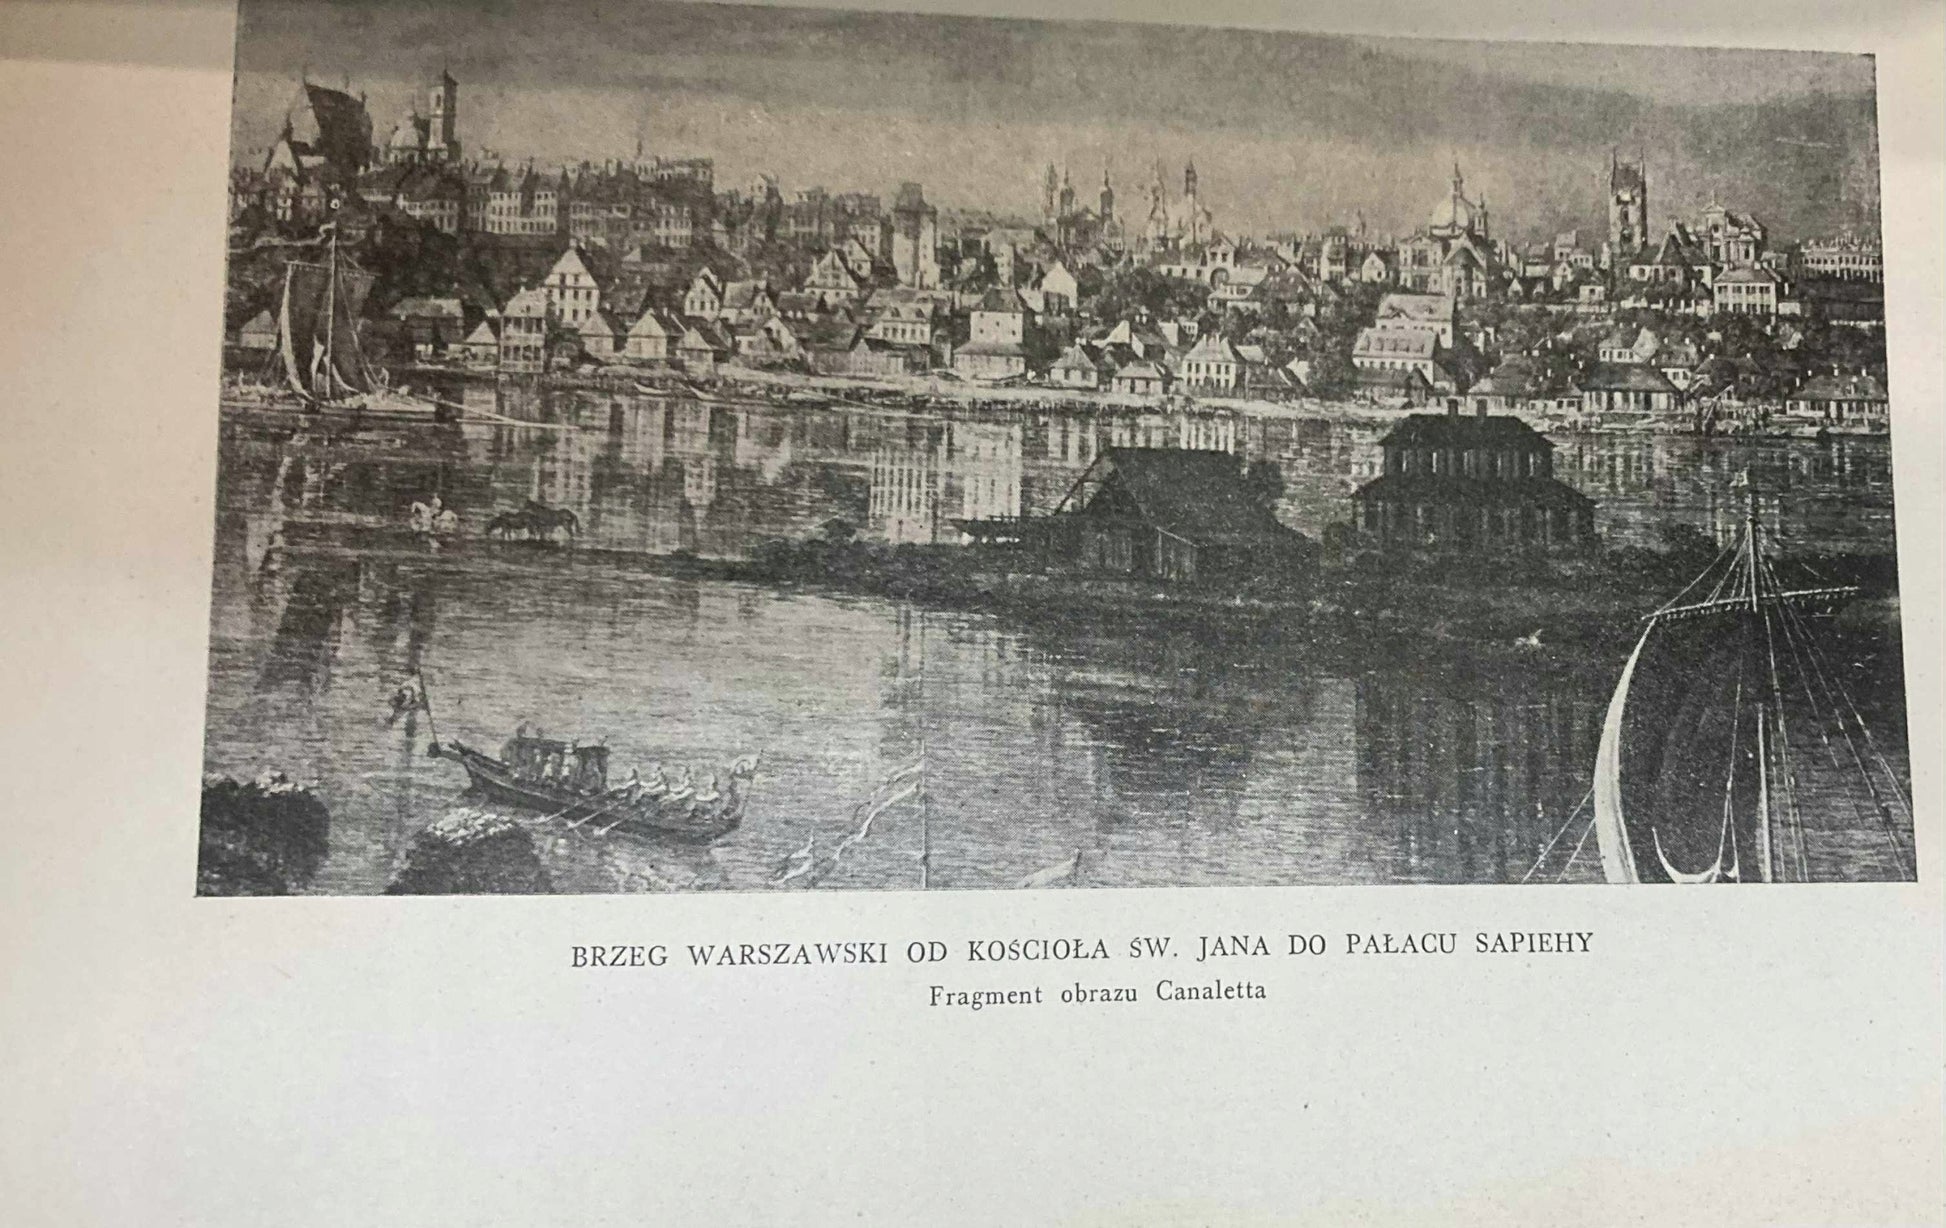 BRZEG WARSZAWSKI OD KOŚCIOŁA ŚW. JANA DO PAŁACU SAPIEHY
Fragment obrazu Canaletta